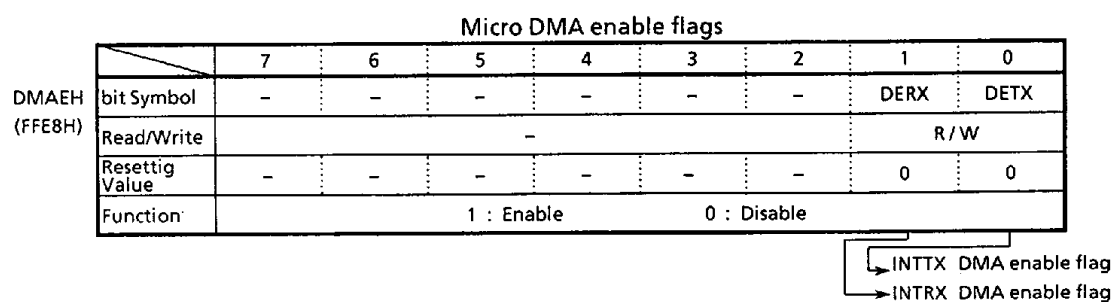 Micro DMA enable flags
7 6 5 4 3 2 1 0
DMAEH bit Symbol – – – – – – DERX DETX
(FFE8H) Read/Write – R/W
Resettig
Value – – – – – – 0 0
Function 1 : Enable 0 : Disable
INTTX DMA enable flag
INTRX DMA enable flag